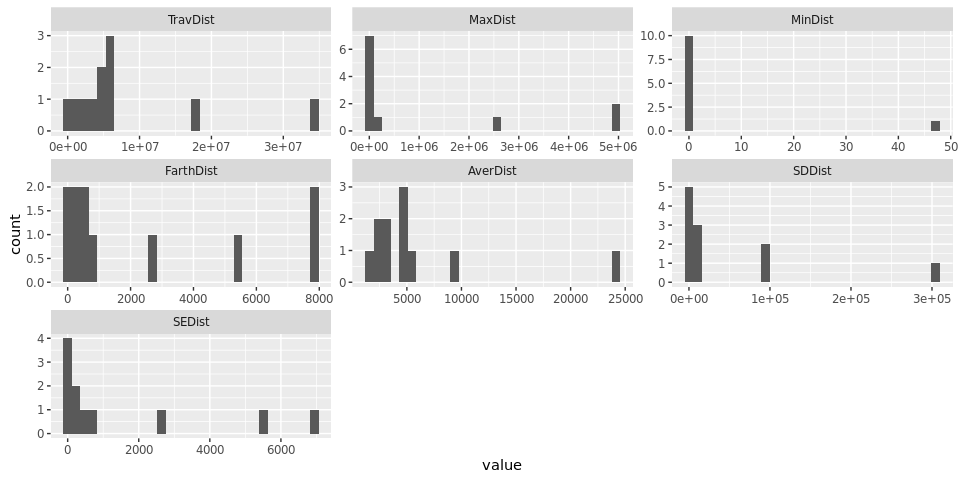 TravDist MaxDist MinDist
3 2 1 0
0e+00 1e+07 2e+07 3e+07
6 4 2 0
0e+00 1e+06 2e+06 3e+06 4e+06 5e+06
10.0 7.5 5.0 2.5 0.0
0 10 20 30 40 50
FarthDist AverDist SDDist
2.0 1.5 1.0 0.5 0.0
0 2000 4000 6000 8000
3 2 1 0
5000 10000 15000 20000 25000
5 4 3 2 1 0
0e+00 1e+05 2e+05 3e+05
count
SEDist
4 3 2 1 0
0 2000 4000 6000
value